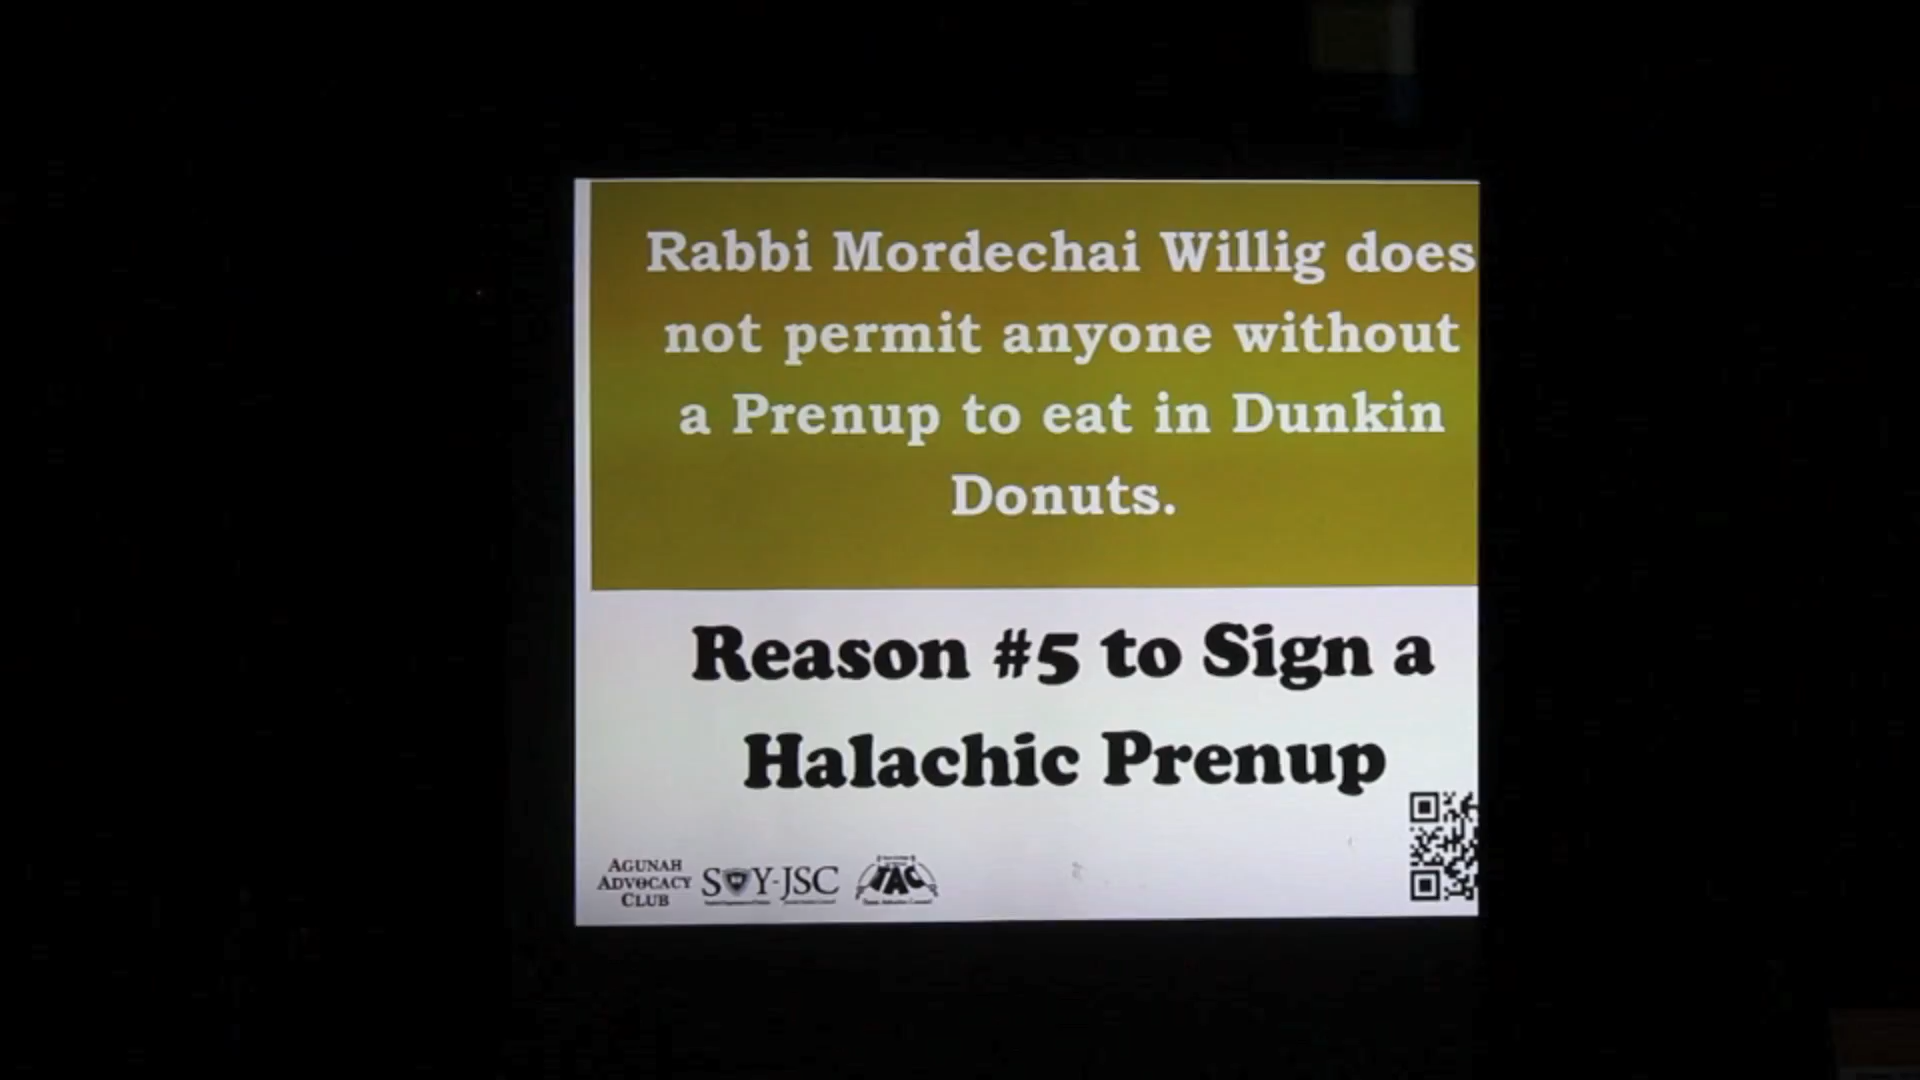 Rabbi Mordechai Willig does
not permit anyone without
a Prenup to eat in Dunkin
Donuts.
Reason #5 to Sign a
Halachic Prenup
AGUNAH
ADVOCACY
CLUB
SOY-JSC
TAC